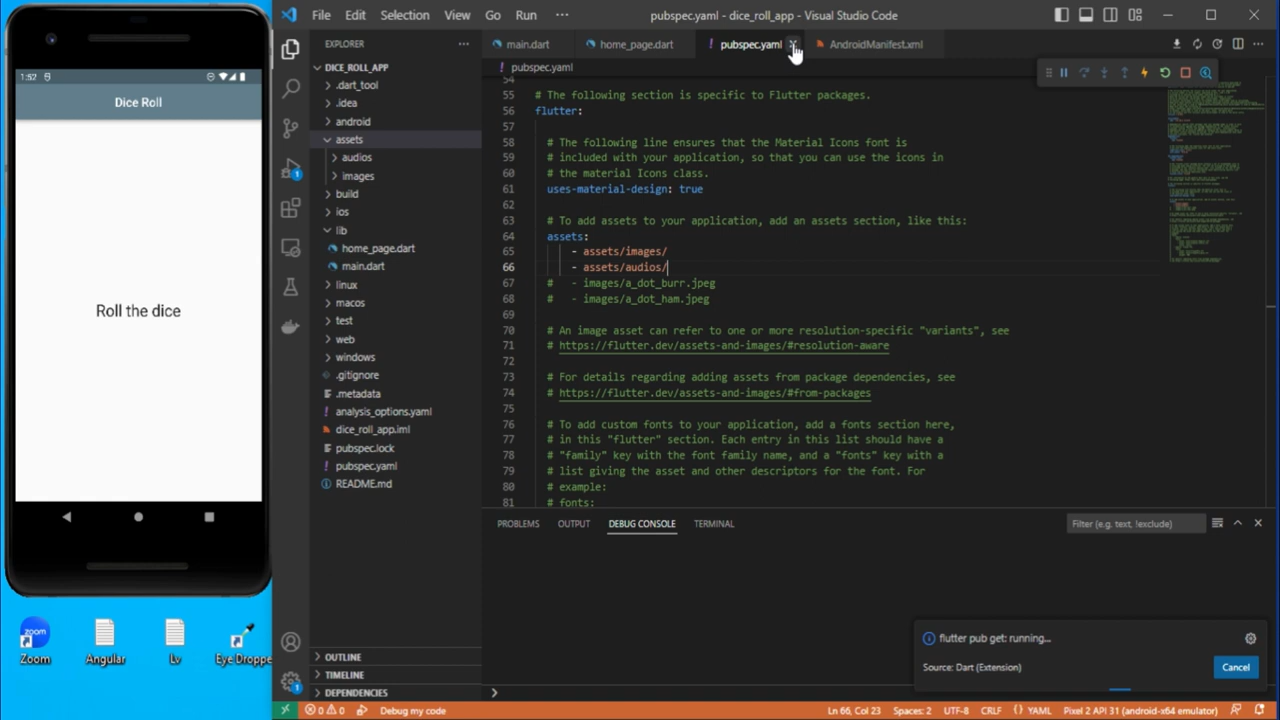 1:52
Dice Roll
Roll the dice
Zoom
Angular
Lv
Eye Droppe
File Edit Selection View Go Run ···
pubspec.yaml - dice_roll_app - Visual Studio Code
EXPLORER
DICE_ROLL_APP
.dart_tool
.idea
android
assets
audios
images
build
ios
lib
home_page.dart
main.dart
linux
macos
test
web
windows
.gitignore
.metadata
analysis_options.yaml
dice_roll_app.iml
pubspec.lock
pubspec.yaml
README.md
OUTLINE
TIMELINE
DEPENDENCIES
main.dart home_page.dart ! pubspec.yaml AndroidManifest.xml
! pubspec.yaml
54
55 # The following section is specific to Flutter packages.
56 flutter:
57
58 # The following line ensures that the Material Icons font is
59 # included with your application, so that you can use the icons in
60 # the material Icons class.
61 uses-material-design: true
62
63 # To add assets to your application, add an assets section, like this:
64 assets:
65 - assets/images/
66 - assets/audios/
67 # - images/a_dot_burr.jpeg
68 # - images/a_dot_ham.jpeg
69
70 # An image asset can refer to one or more resolution-specific "variants", see
71 # https://flutter.dev/assets-and-images/#resolution-aware
72
73 # For details regarding adding assets from package dependencies, see
74 # https://flutter.dev/assets-and-images/#from-packages
75
76 # To add custom fonts to your application, add a fonts section here,
77 # in this "flutter" section. Each entry in this list should have a
78 # "family" key with the font family name, and a "fonts" key with a
79 # list giving the asset and other descriptors for the font. For
80 # example:
81 # fonts:
PROBLEMS OUTPUT DEBUG CONSOLE TERMINAL
Filter (e.g. text, !exclude)
flutter pub get: running...
Source: Dart (Extension)
Cancel
0 0 Debug my code
Ln 66, Col 23 Spaces: 2 UTF-8 CRLF {} YAML Pixel 2 API 31 (android-x64 emulator)